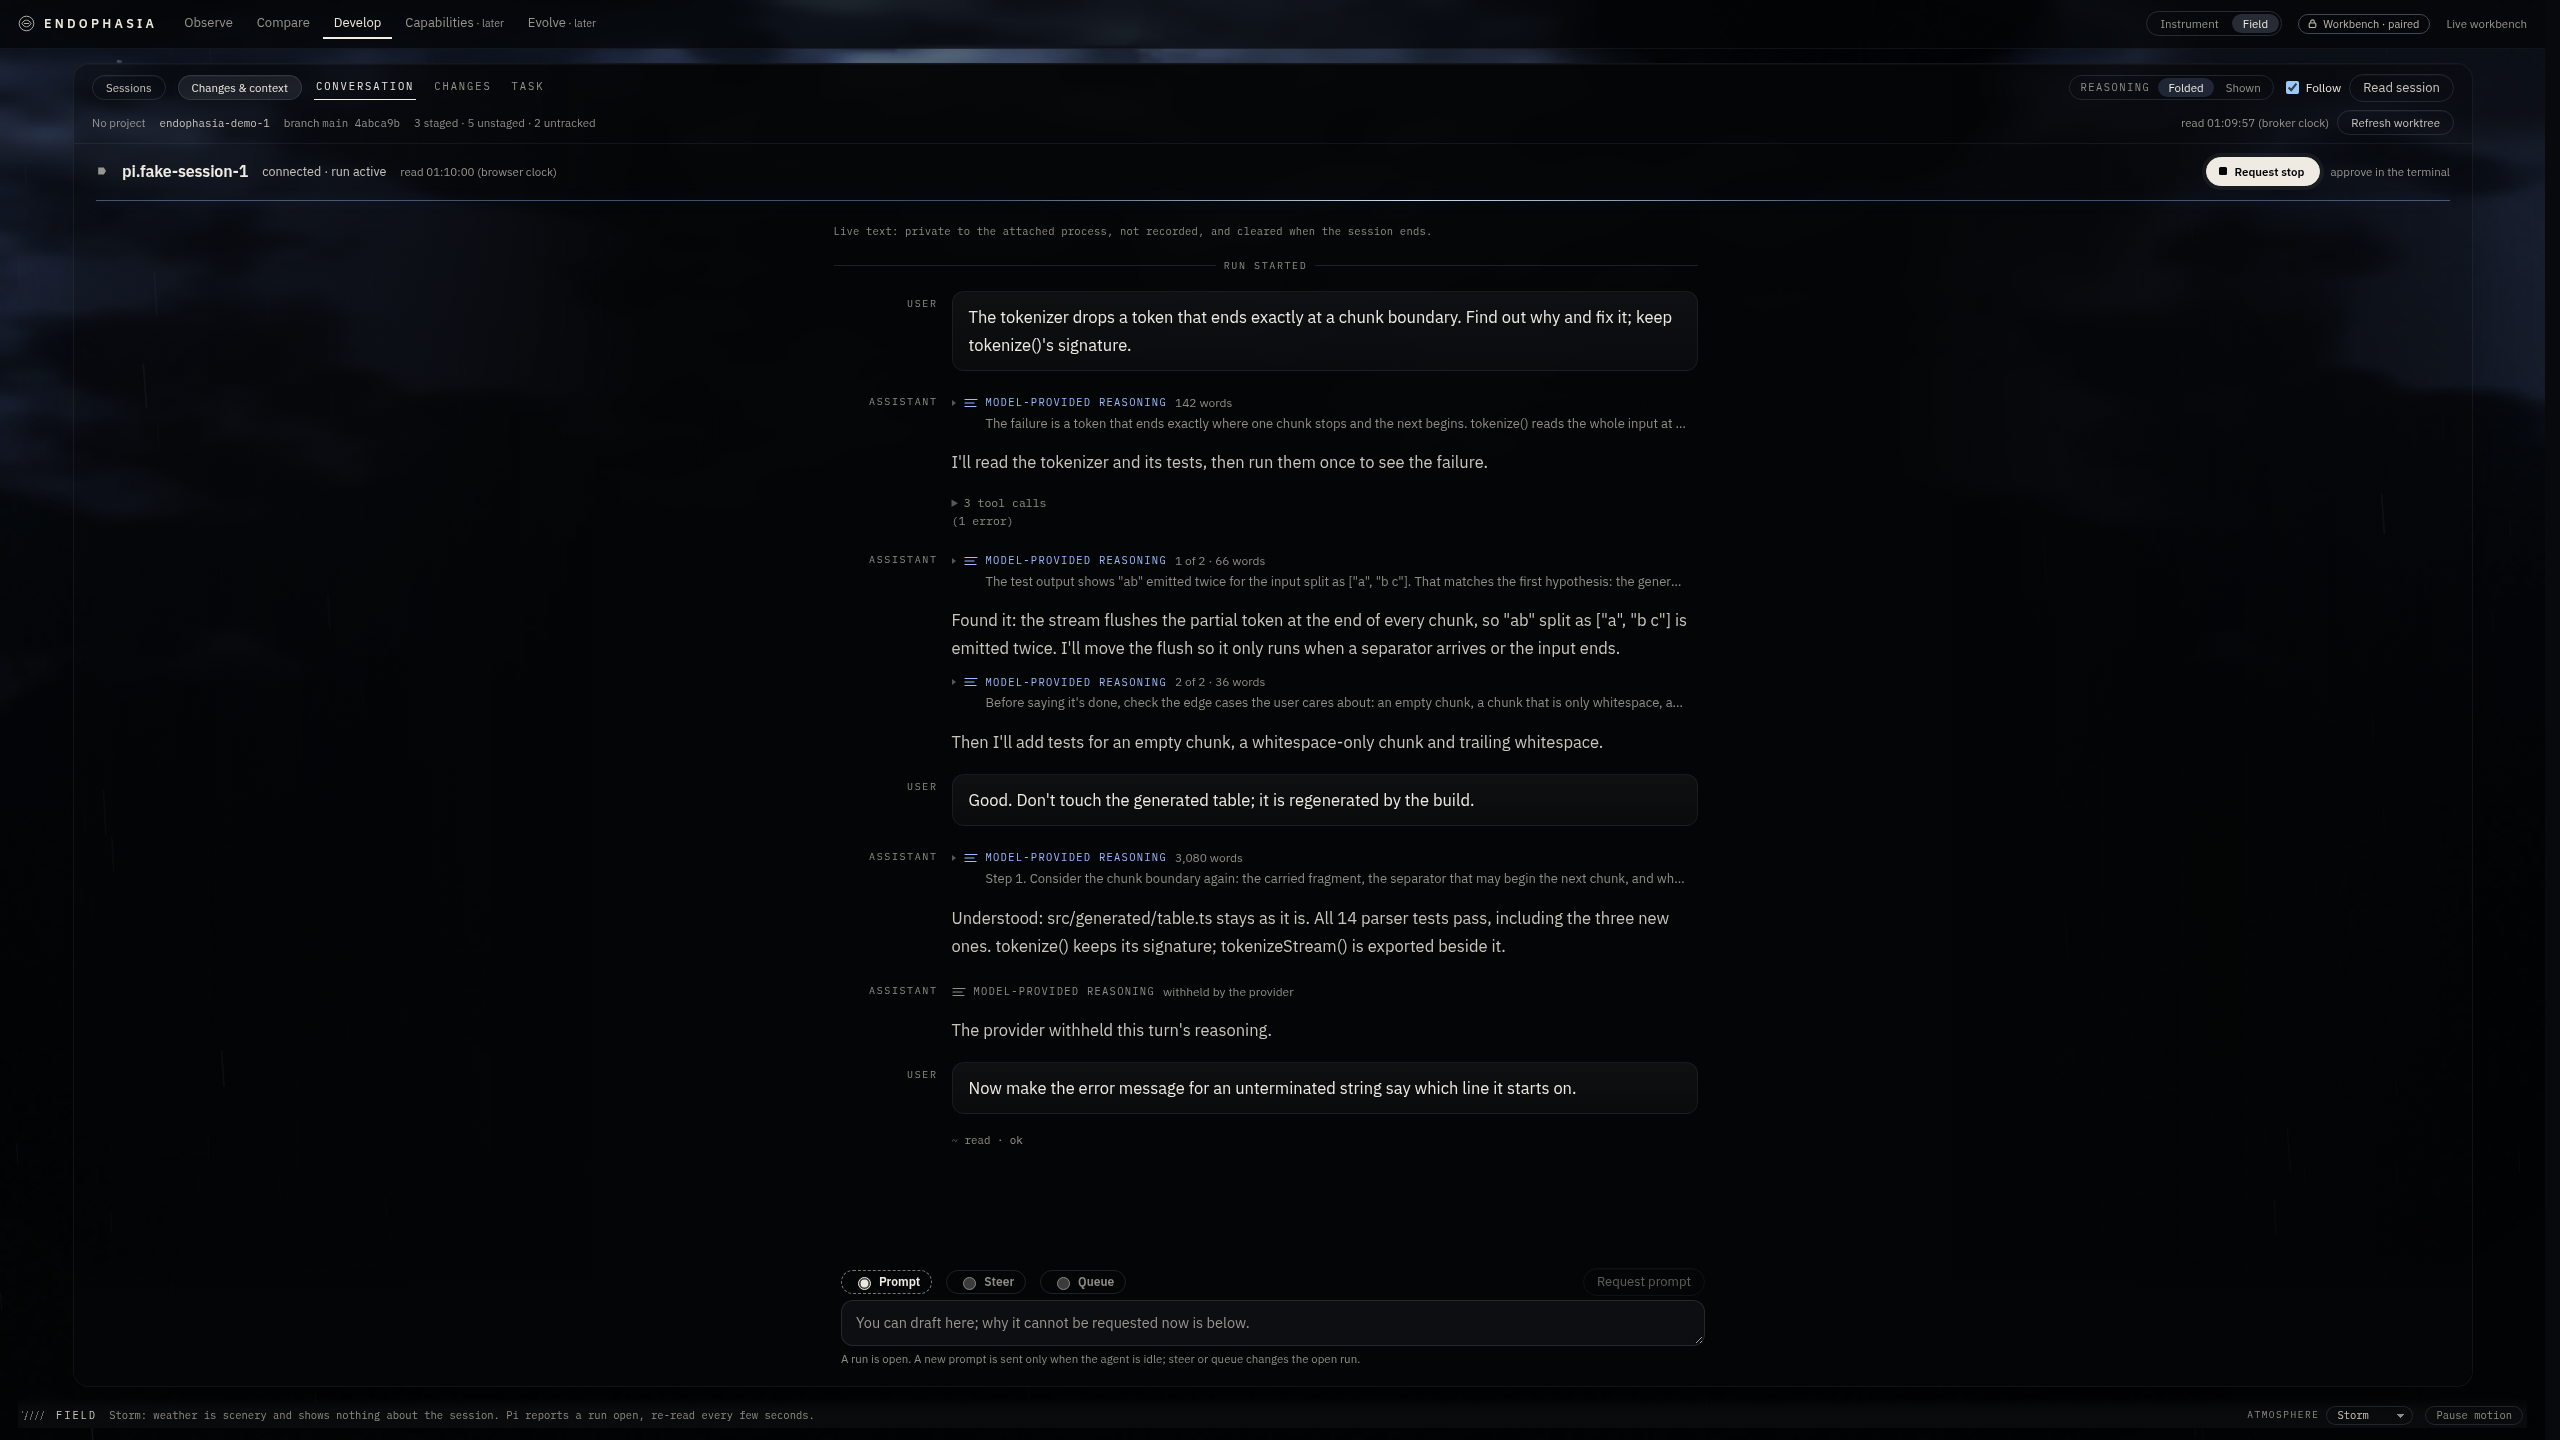 ENDOPHASIA Observe Compare Develop Capabilities · later Evolve · later Instrument Field Workbench · paired Live workbench
Sessions Changes & context CONVERSATION CHANGES TASK REASONING Folded Shown Follow Read session
No project endophasia-demo-1 branch main 4abca9b 3 staged · 5 unstaged · 2 untracked read 01:09:57 (broker clock) Refresh worktree
pi.fake-session-1 connected · run active read 01:10:00 (browser clock) Request stop approve in the terminal
Live text: private to the attached process, not recorded, and cleared when the session ends.
RUN STARTED
USER
The tokenizer drops a token that ends exactly at a chunk boundary. Find out why and fix it; keep
tokenize()'s signature.
ASSISTANT MODEL-PROVIDED REASONING 142 words
The failure is a token that ends exactly where one chunk stops and the next begins. tokenize() reads the whole input at ...
I'll read the tokenizer and its tests, then run them once to see the failure.
3 tool calls
(1 error)
ASSISTANT MODEL-PROVIDED REASONING 1 of 2 · 66 words
The test output shows "ab" emitted twice for the input split as ["a", "b c"]. That matches the first hypothesis: the gener...
Found it: the stream flushes the partial token at the end of every chunk, so "ab" split as ["a", "b c"] is
emitted twice. I'll move the flush so it only runs when a separator arrives or the input ends.
MODEL-PROVIDED REASONING 2 of 2 · 36 words
Before saying it's done, check the edge cases the user cares about: an empty chunk, a chunk that is only whitespace, a...
Then I'll add tests for an empty chunk, a whitespace-only chunk and trailing whitespace.
USER
Good. Don't touch the generated table; it is regenerated by the build.
ASSISTANT MODEL-PROVIDED REASONING 3,080 words
Step 1. Consider the chunk boundary again: the carried fragment, the separator that may begin the next chunk, and wh...
Understood: src/generated/table.ts stays as it is. All 14 parser tests pass, including the three new
ones. tokenize() keeps its signature; tokenizeStream() is exported beside it.
ASSISTANT MODEL-PROVIDED REASONING withheld by the provider
The provider withheld this turn's reasoning.
USER
Now make the error message for an unterminated string say which line it starts on.
~ read · ok
Prompt Steer Queue Request prompt
You can draft here; why it cannot be requested now is below.
A run is open. A new prompt is sent only when the agent is idle; steer or queue changes the open run.
FIELD Storm: weather is scenery and shows nothing about the session. Pi reports a run open, re-read every few seconds. ATMOSPHERE Storm Pause motion